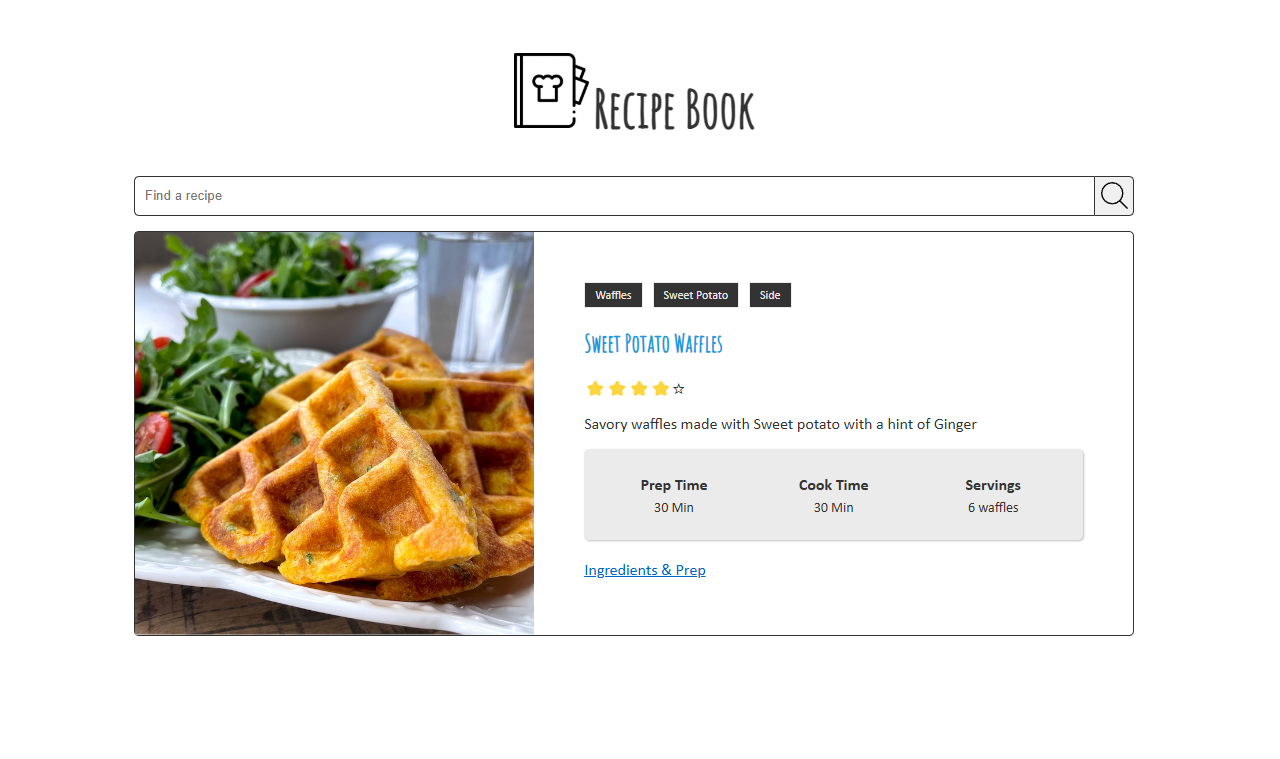 Recipe Book
Find a recipe
Waffles Sweet Potato Side
Sweet Potato Waffles
Savory waffles made with Sweet potato with a hint of Ginger
Prep Time Cook Time Servings
30 Min 30 Min 6 waffles
Ingredients & Prep